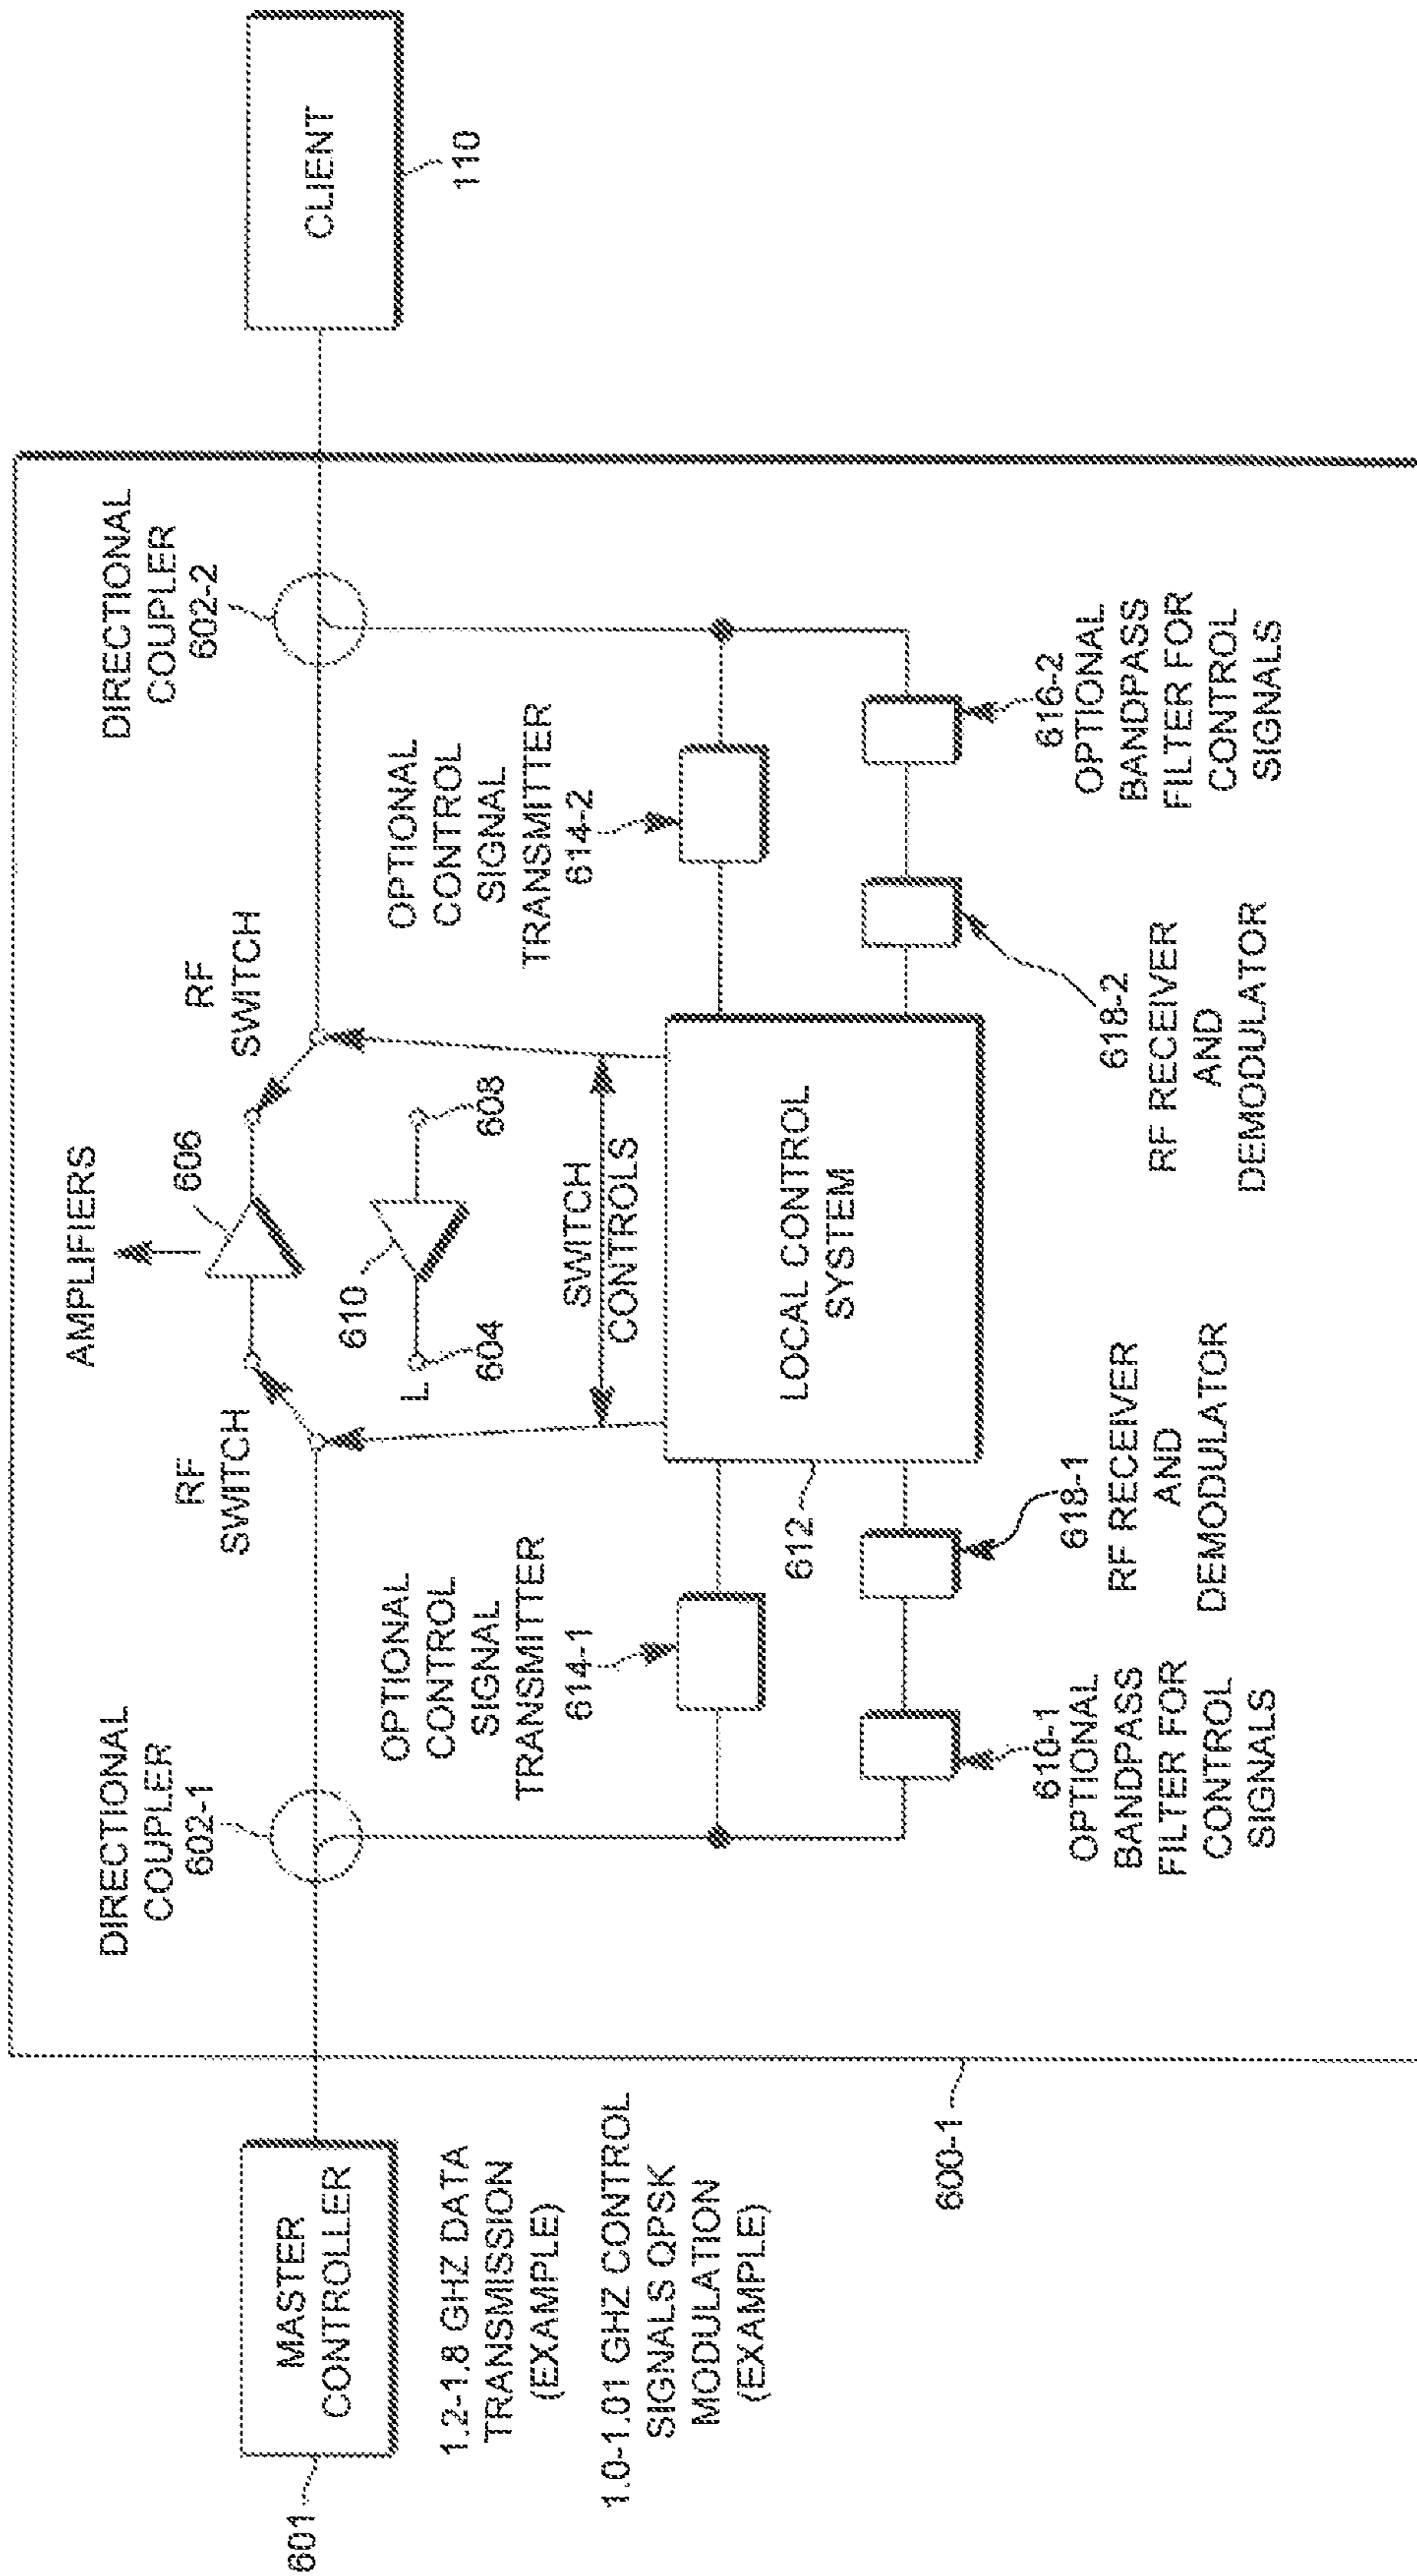 MASTER
CONTROLLER
601
1.2-1.8 GHZ DATA
TRANSMISSION
(EXAMPLE)
1.0-1.01 GHZ CONTROL
SIGNALS QPSK
MODULATION
(EXAMPLE)
600-1
DIRECTIONAL
COUPLER
602-1
RF
SWITCH
AMPLIFIERS
606
610
L
604
608
RF
SWITCH
DIRECTIONAL
COUPLER
602-2
CLIENT
110
OPTIONAL
CONTROL
SIGNAL
TRANSMITTER
614-1
SWITCH
CONTROLS
OPTIONAL
CONTROL
SIGNAL
TRANSMITTER
614-2
612
LOCAL CONTROL
SYSTEM
610-1
OPTIONAL
BANDPASS
FILTER FOR
CONTROL
SIGNALS
618-1
RF RECEIVER
AND
DEMODULATOR
618-2
RF RECEIVER
AND
DEMODULATOR
616-2
OPTIONAL
BANDPASS
FILTER FOR
CONTROL
SIGNALS